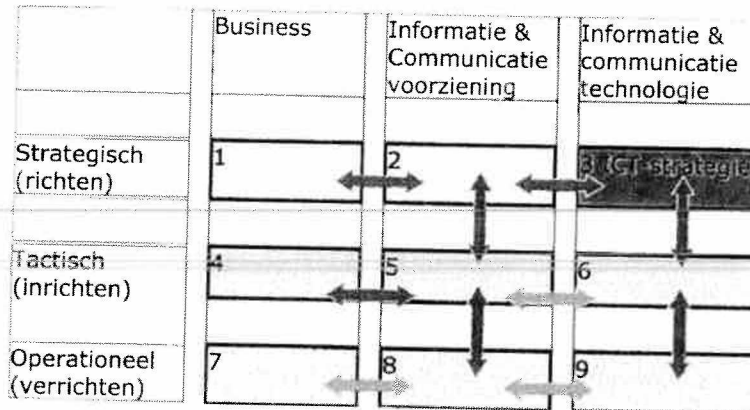 Business
Informatie &
Communicatie
voorziening
Informatie &
communicatie
technologie
Strategisch
(richten)
1
2
3 ICT-strategie
Tactisch
(inrichten)
4
5
6
Operationeel
(verrichten)
7
8
9